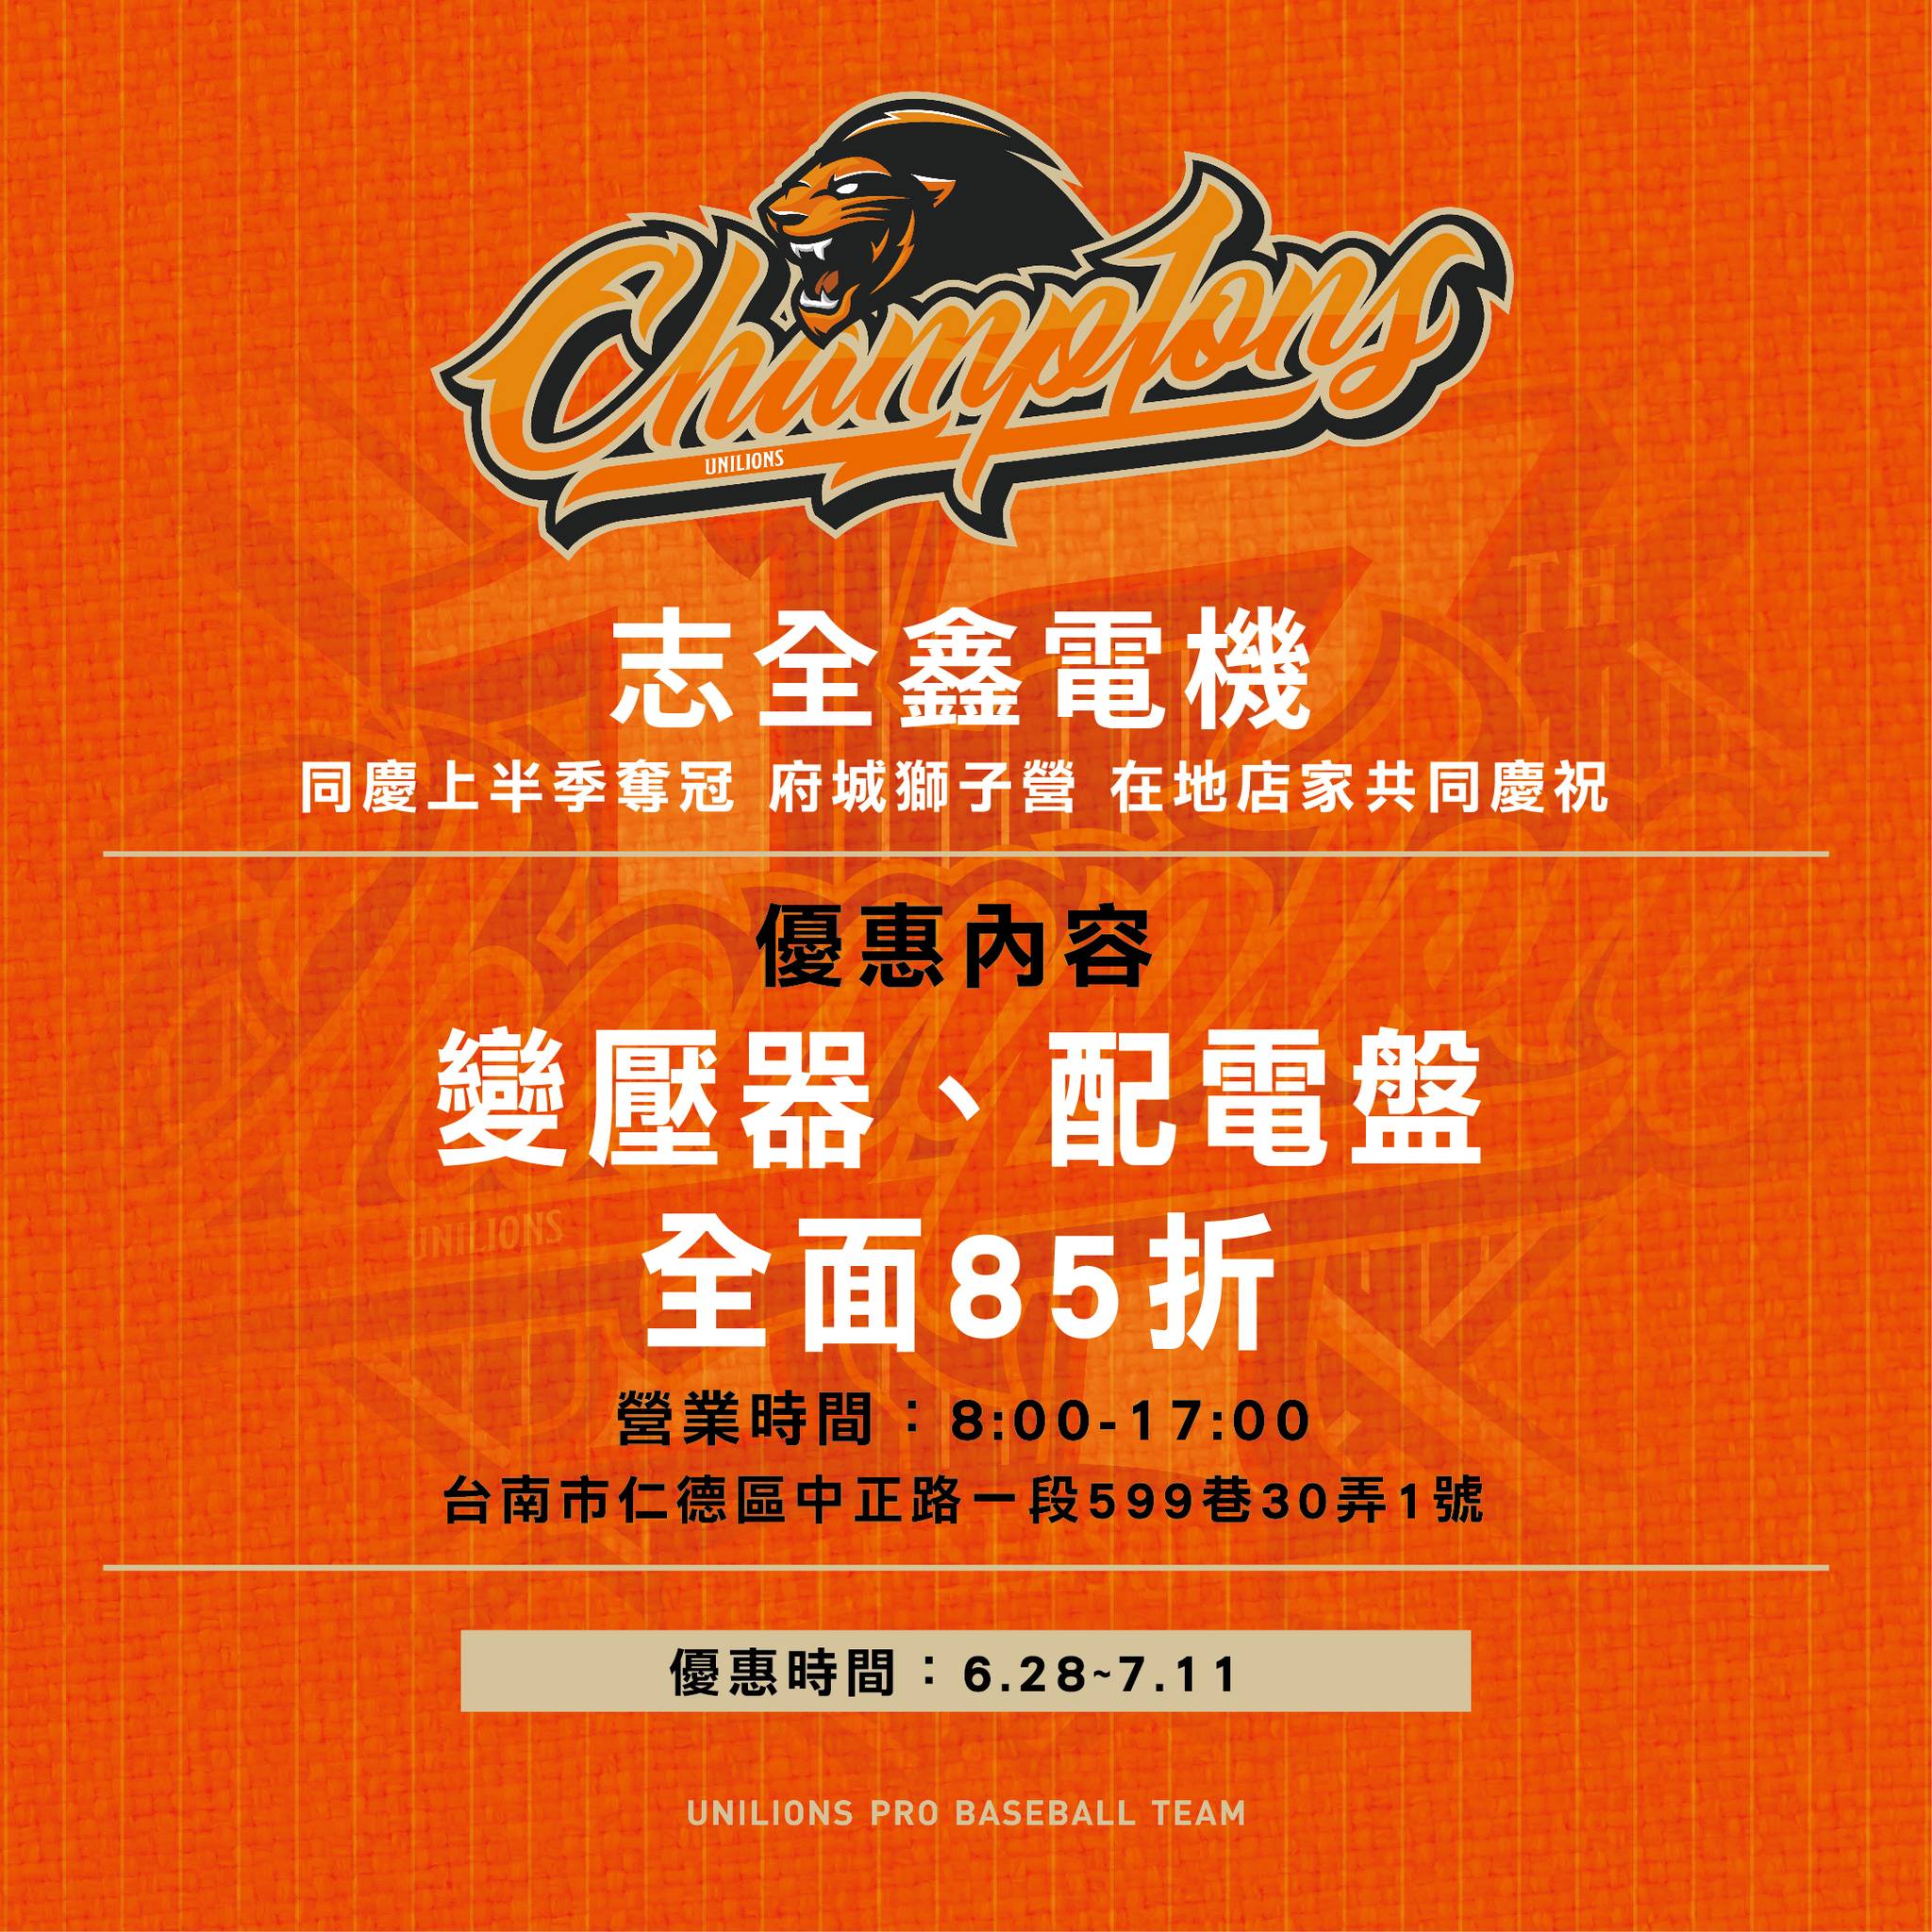 Champ1ons
UNILIONS
志全鑫電機
同慶上半季奪冠 府城獅子營 在地店家共同慶祝
優惠內容
變壓器、配電盤
全面85折
營業時間：8:00-17:00
台南市仁德區中正路一段599巷30弄1號
優惠時間：6.28~7.11
UNILIONS PRO BASEBALL TEAM
TH
UNILIONS